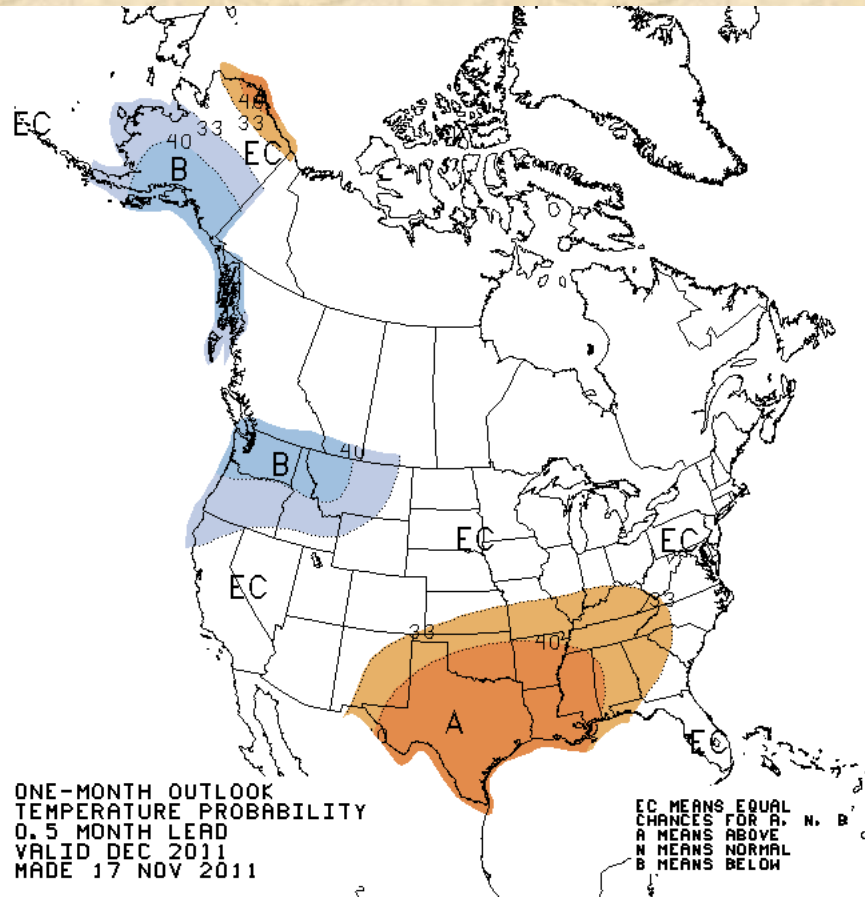 40
33
33
EC
40
EC
B
40
B
EC
EC
EC
33
33
40
A
ONE-MONTH OUTLOOK
TEMPERATURE PROBABILITY
0.5 MONTH LEAD
VALID DEC 2011
MADE 17 NOV 2011
EC MEANS EQUAL
CHANCES FOR A, N, B
A MEANS ABOVE
N MEANS NORMAL
B MEANS BELOW